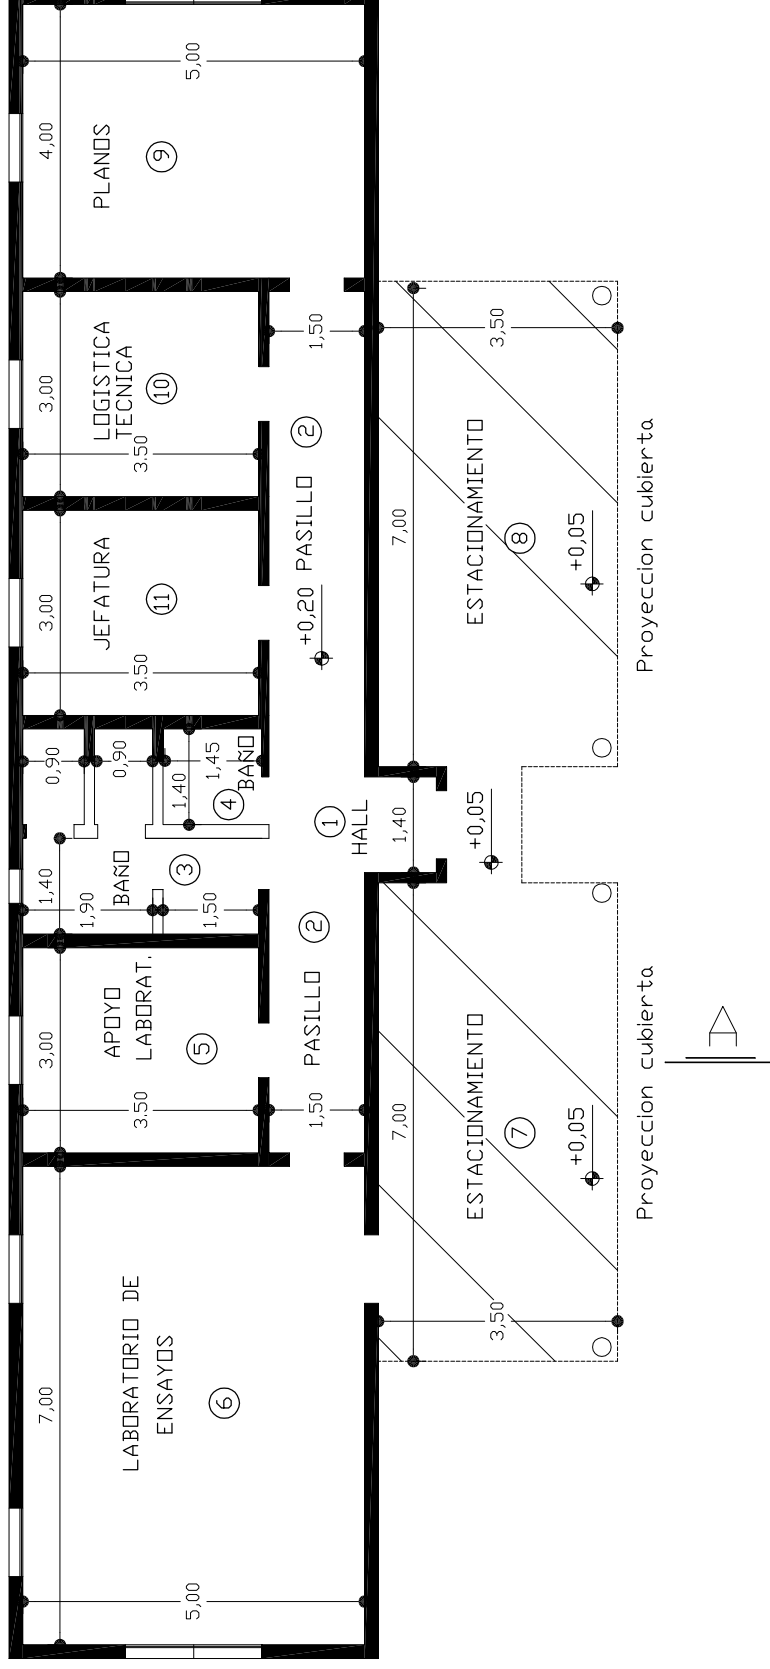 5,00
4,00
PLANOS
9
LOGISTICA
TECNICA
10
3,00
3.50
1,50
3,50
PASILLO
2
+0,20
7,00
ESTACIONAMIENTO
8
+0,05
Proyeccion cubierta
JEFATURA
11
3,00
3.50
0,90
0,90
1,45
1,40
BAÑO
4
1
HALL
1,40
+0,05
BAÑO
3
1,40
1,90
1,50
PASILLO
2
APOYO
LABORAT.
5
3,00
3.50
1,50
7,00
ESTACIONAMIENTO
7
+0,05
Proyeccion cubierta
A
3,50
LABORATORIO DE
ENSAYOS
6
7,00
5,00